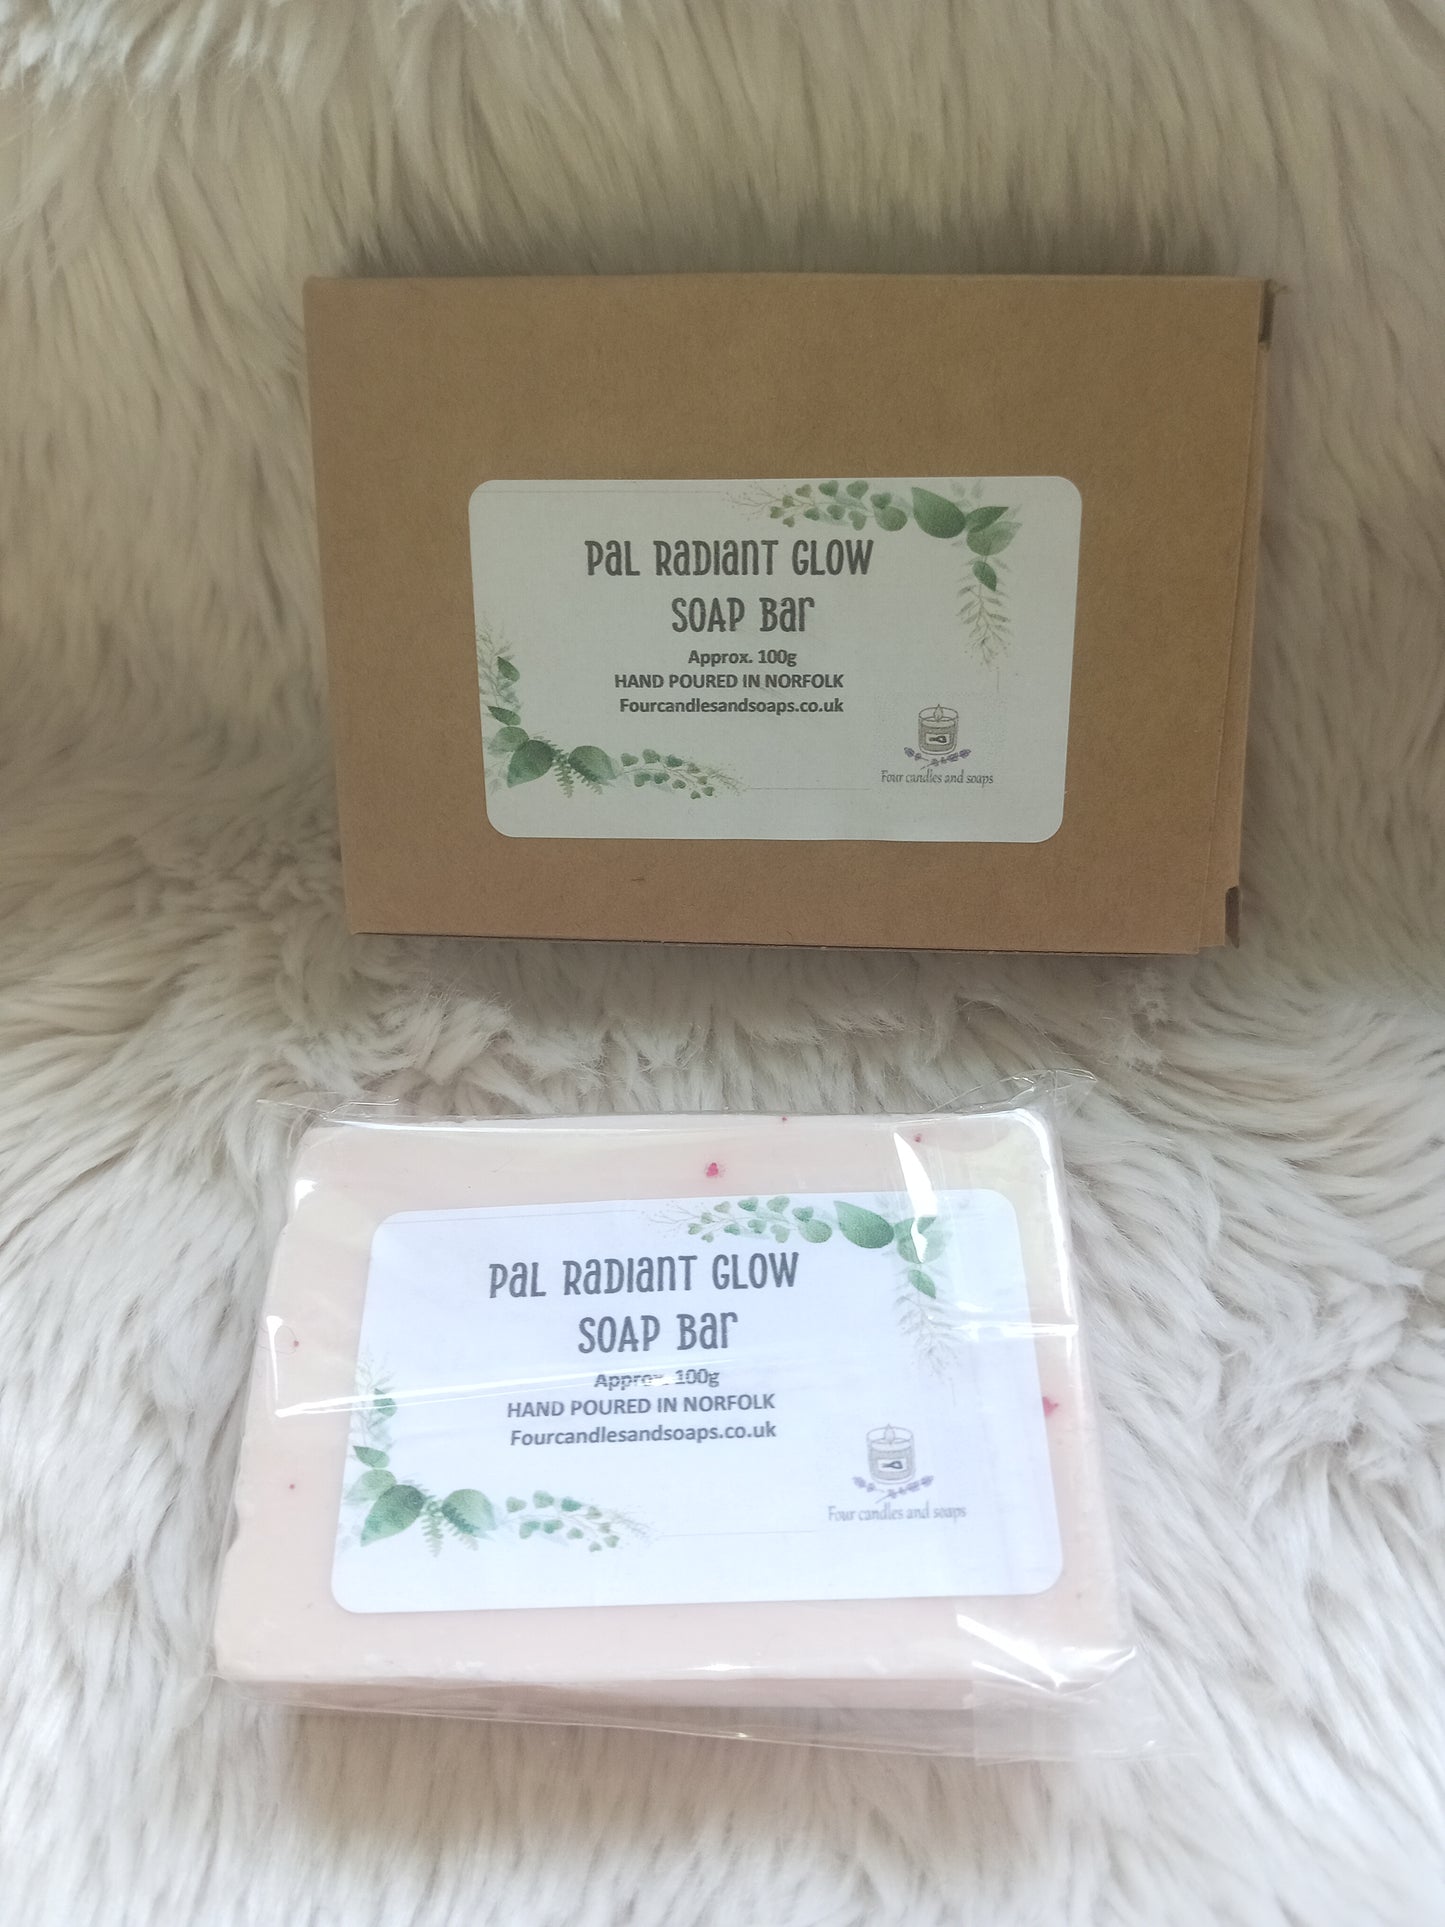 Pal Radiant Glow
Soap Bar
Approx. 100g
HAND POURED IN NORFOLK
Fourcandlesandsoaps.co.uk
Four candles and soaps
Pal Radiant Glow
Soap Bar
Approx. 100g
HAND POURED IN NORFOLK
Fourcandlesandsoaps.co.uk
Four candles and soaps